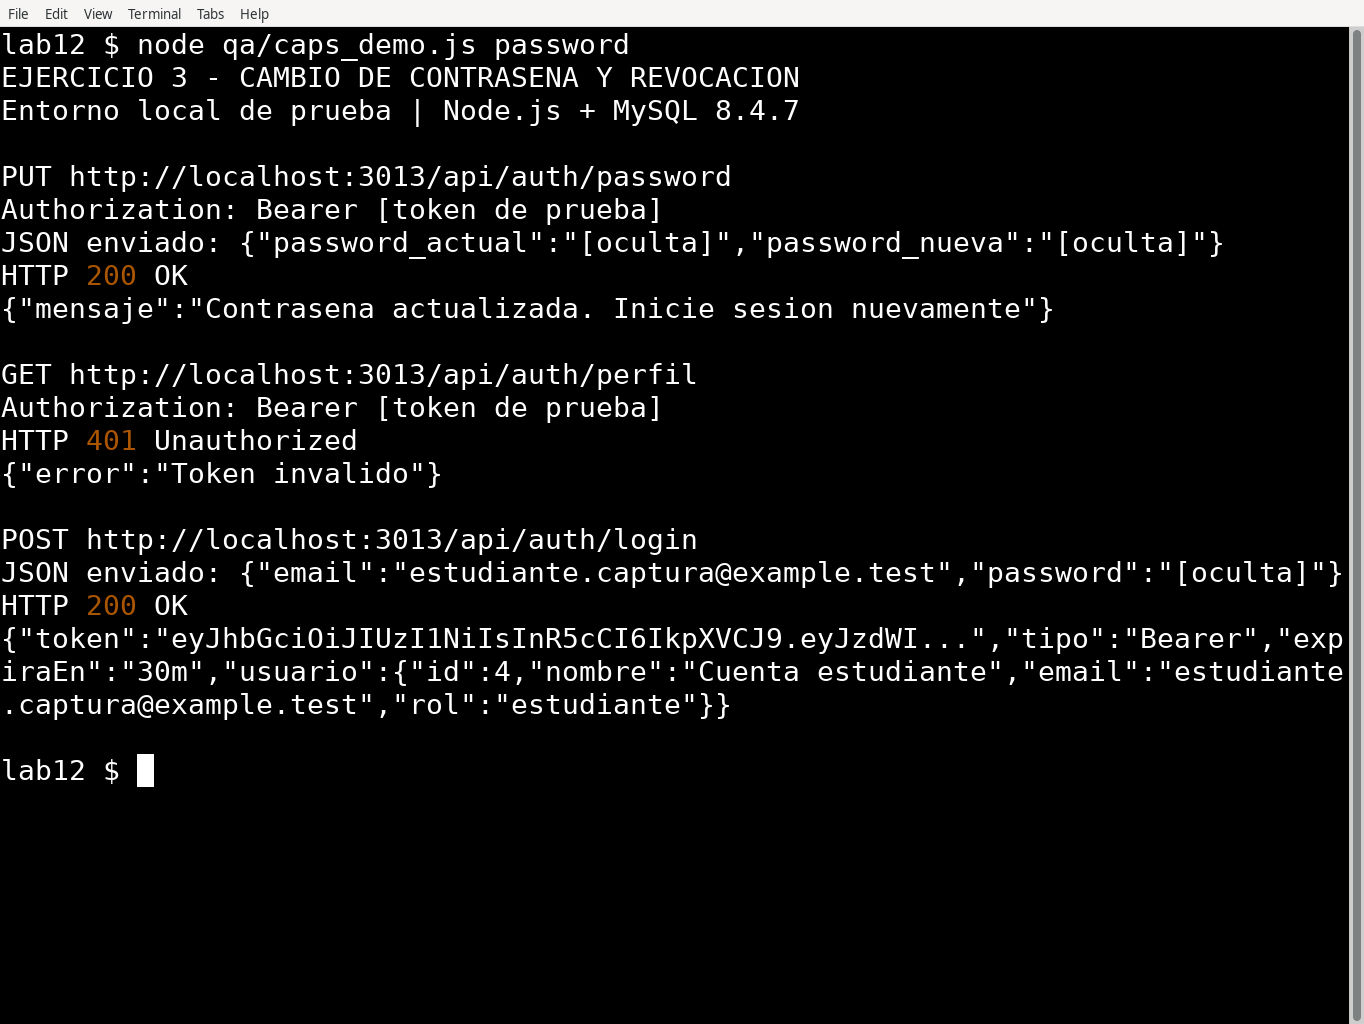 File Edit View Terminal Tabs Help
lab12 $ node qa/caps_demo.js password
EJERCICIO 3 - CAMBIO DE CONTRASENA Y REVOCACION
Entorno local de prueba | Node.js + MySQL 8.4.7
PUT http://localhost:3013/api/auth/password
Authorization: Bearer [token de prueba]
JSON enviado: {"password_actual":"[oculta]","password_nueva":"[oculta]"}
HTTP 200 OK
{"mensaje":"Contrasena actualizada. Inicie sesion nuevamente"}
GET http://localhost:3013/api/auth/perfil
Authorization: Bearer [token de prueba]
HTTP 401 Unauthorized
{"error":"Token invalido"}
POST http://localhost:3013/api/auth/login
JSON enviado: {"email":"estudiante.captura@example.test","password":"[oculta]"}
HTTP 200 OK
{"token":"eyJhbGciOiJIUzI1NiIsInR5cCI6IkpXVCJ9.eyJzdWI...","tipo":"Bearer","exp
iraEn":"30m","usuario":{"id":4,"nombre":"Cuenta estudiante","email":"estudiante
.captura@example.test","rol":"estudiante"}}
lab12 $